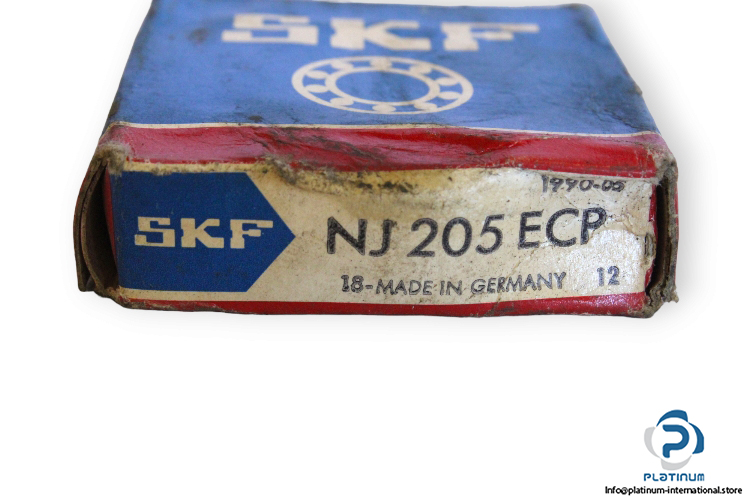 SKF
1990-05
SKF
NJ 205 ECP
18-MADE IN GERMANY 12
PLATINUM
Info@platinum-international.store